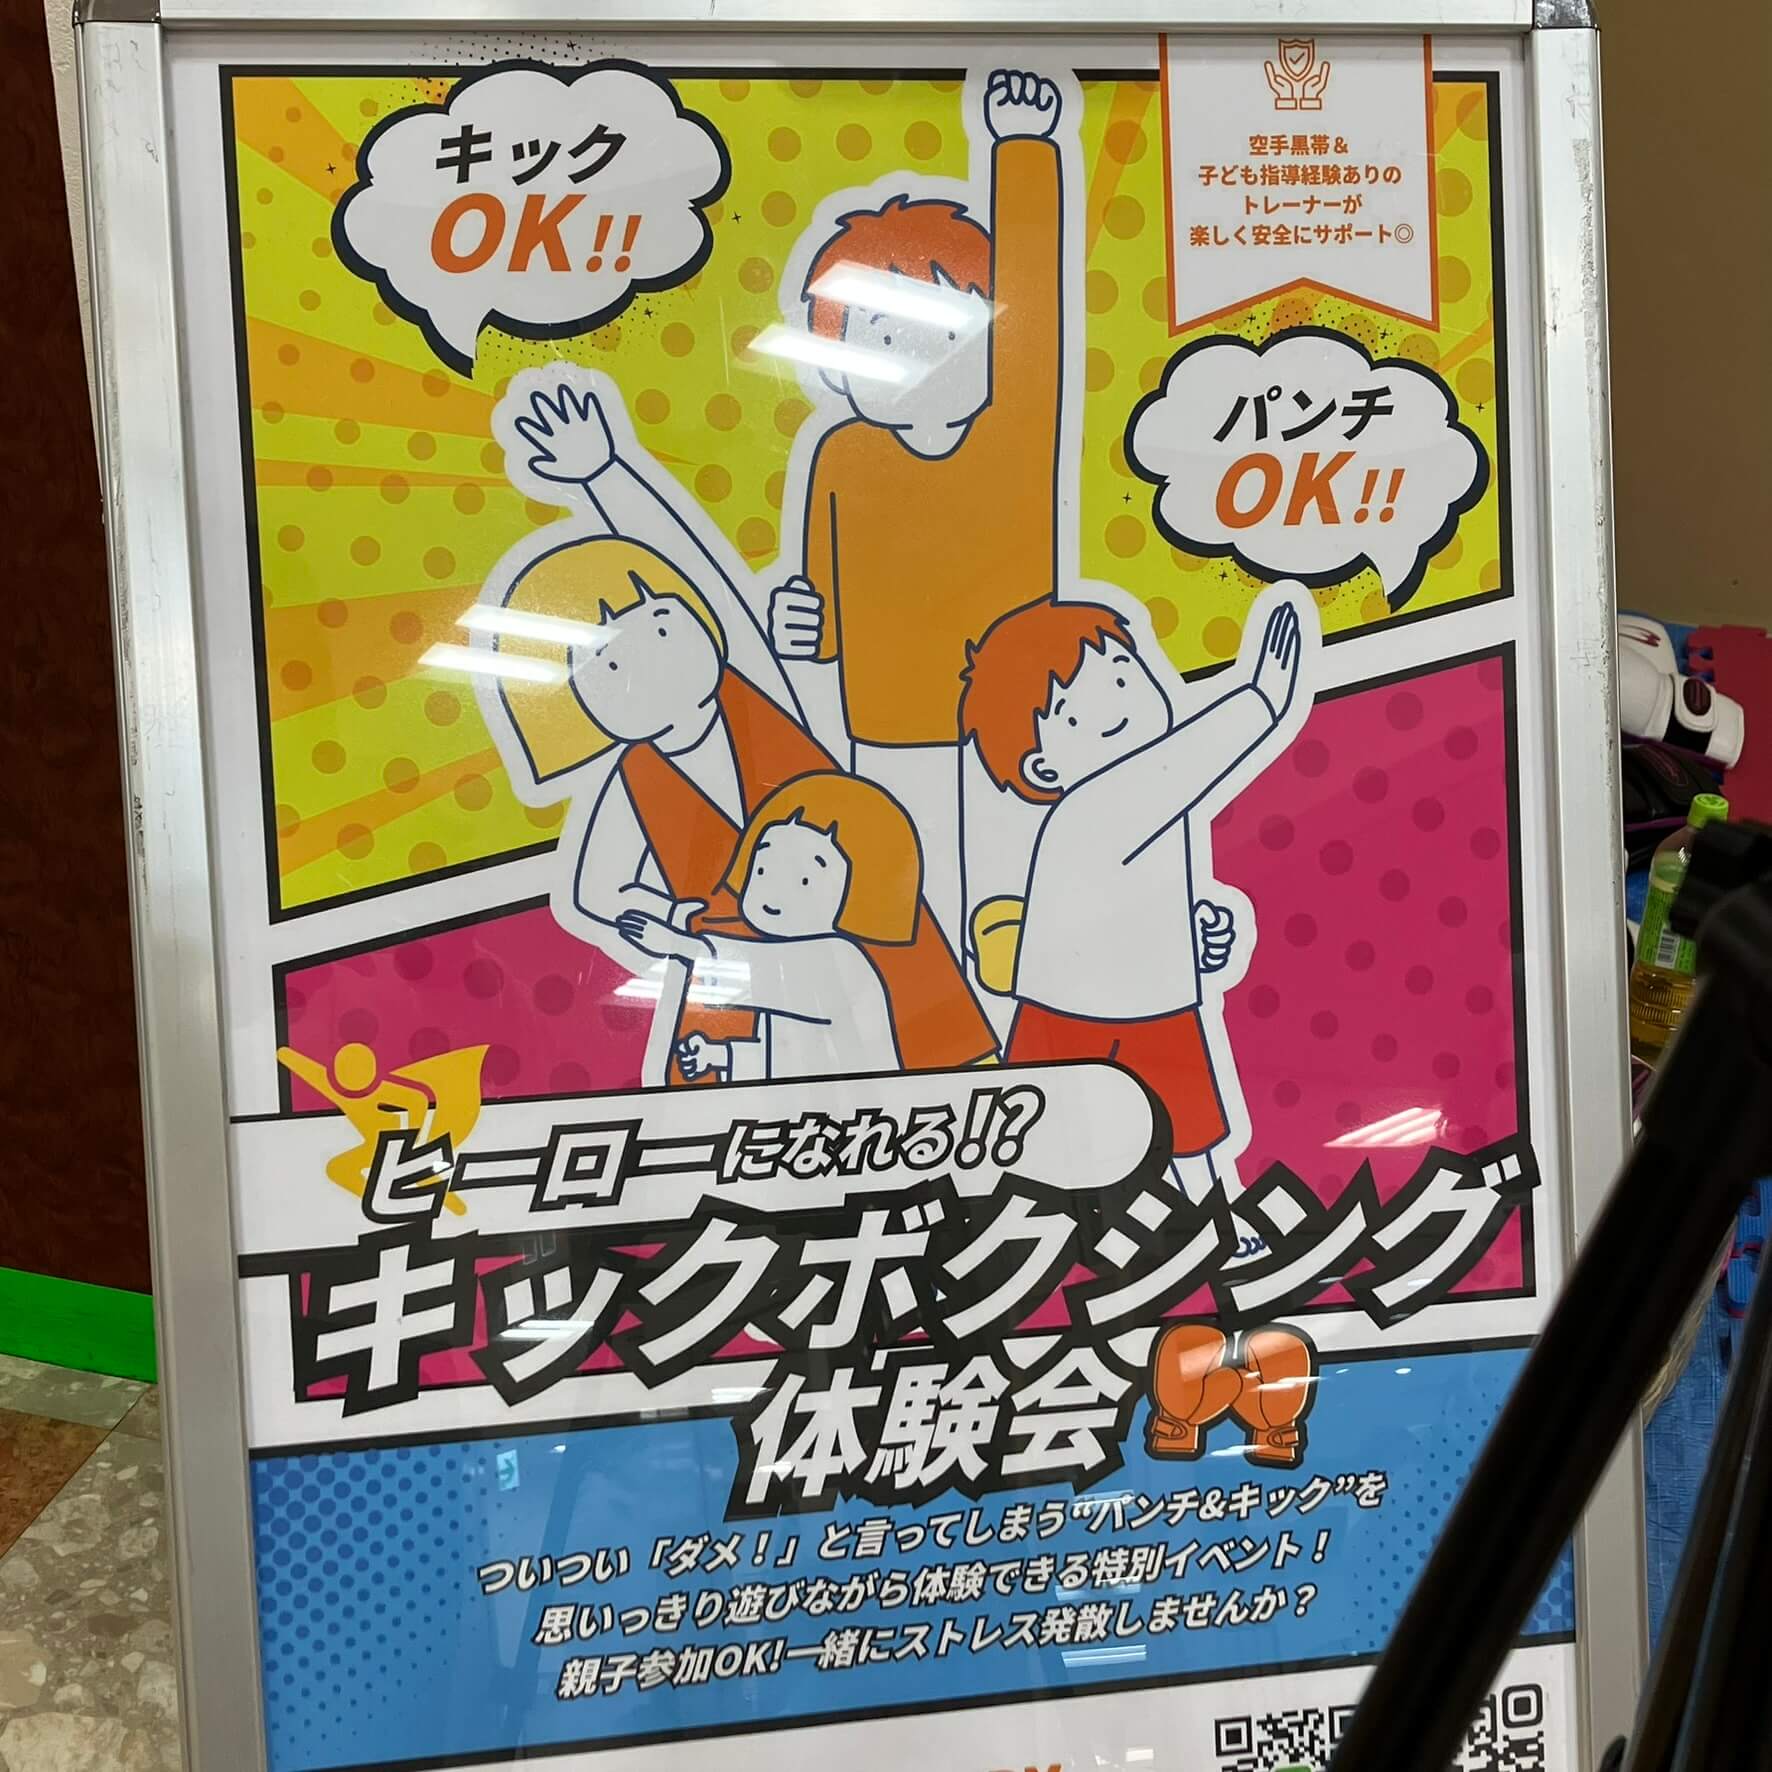 キック
OK!!
空手黒帯＆
子ども指導経験ありの
トレーナーが
楽しく安全にサポート◎
パンチ
OK!!
ヒーローになれる!?
キックボクシング
体験会
ついつい「ダメ！」と言ってしまう“パンチ&キック”を
思いっきり遊びながら体験できる特別イベント！
親子参加OK!一緒にストレス発散しませんか？